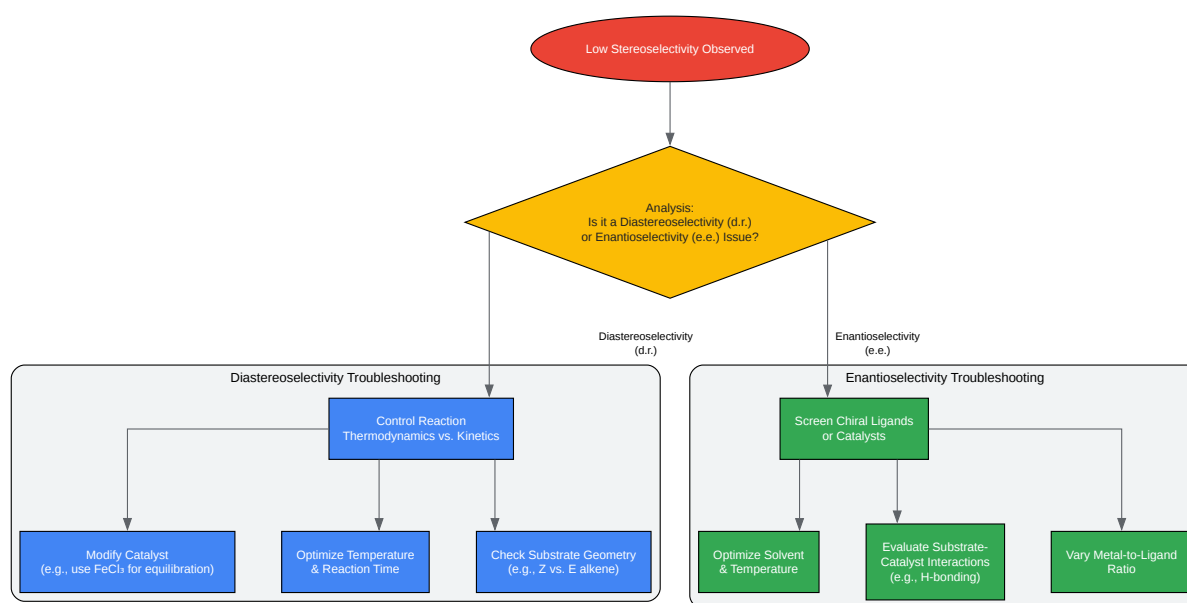 Low Stereoselectivity Observed
Analysis:
Is it a Diastereoselectivity (d.r.)
or Enantioselectivity (e.e.) Issue?
Diastereoselectivity
(d.r.)
Enantioselectivity
(e.e.)
Diastereoselectivity Troubleshooting
Control Reaction
Thermodynamics vs. Kinetics
Modify Catalyst
(e.g., use FeCl₃ for equilibration)
Optimize Temperature
& Reaction Time
Check Substrate Geometry
(e.g., Z vs. E alkene)
Enantioselectivity Troubleshooting
Screen Chiral Ligands
or Catalysts
Optimize Solvent
& Temperature
Evaluate Substrate-
Catalyst Interactions
(e.g., H-bonding)
Vary Metal-to-Ligand
Ratio